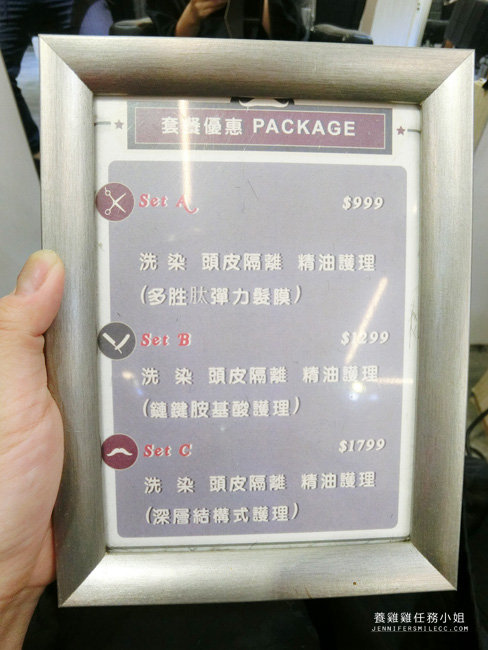 套餐優惠 PACKAGE
Set A $999
洗 染 頭皮隔離 精油護理
(多胜肽彈力髮膜)
Set B $1299
洗 染 頭皮隔離 精油護理
(鏈鍵胺基酸護理)
Set C $1799
洗 染 頭皮隔離 精油護理
(深層結構式護理)
養雞雞任務小姐
JENNIFERSMILECC.COM